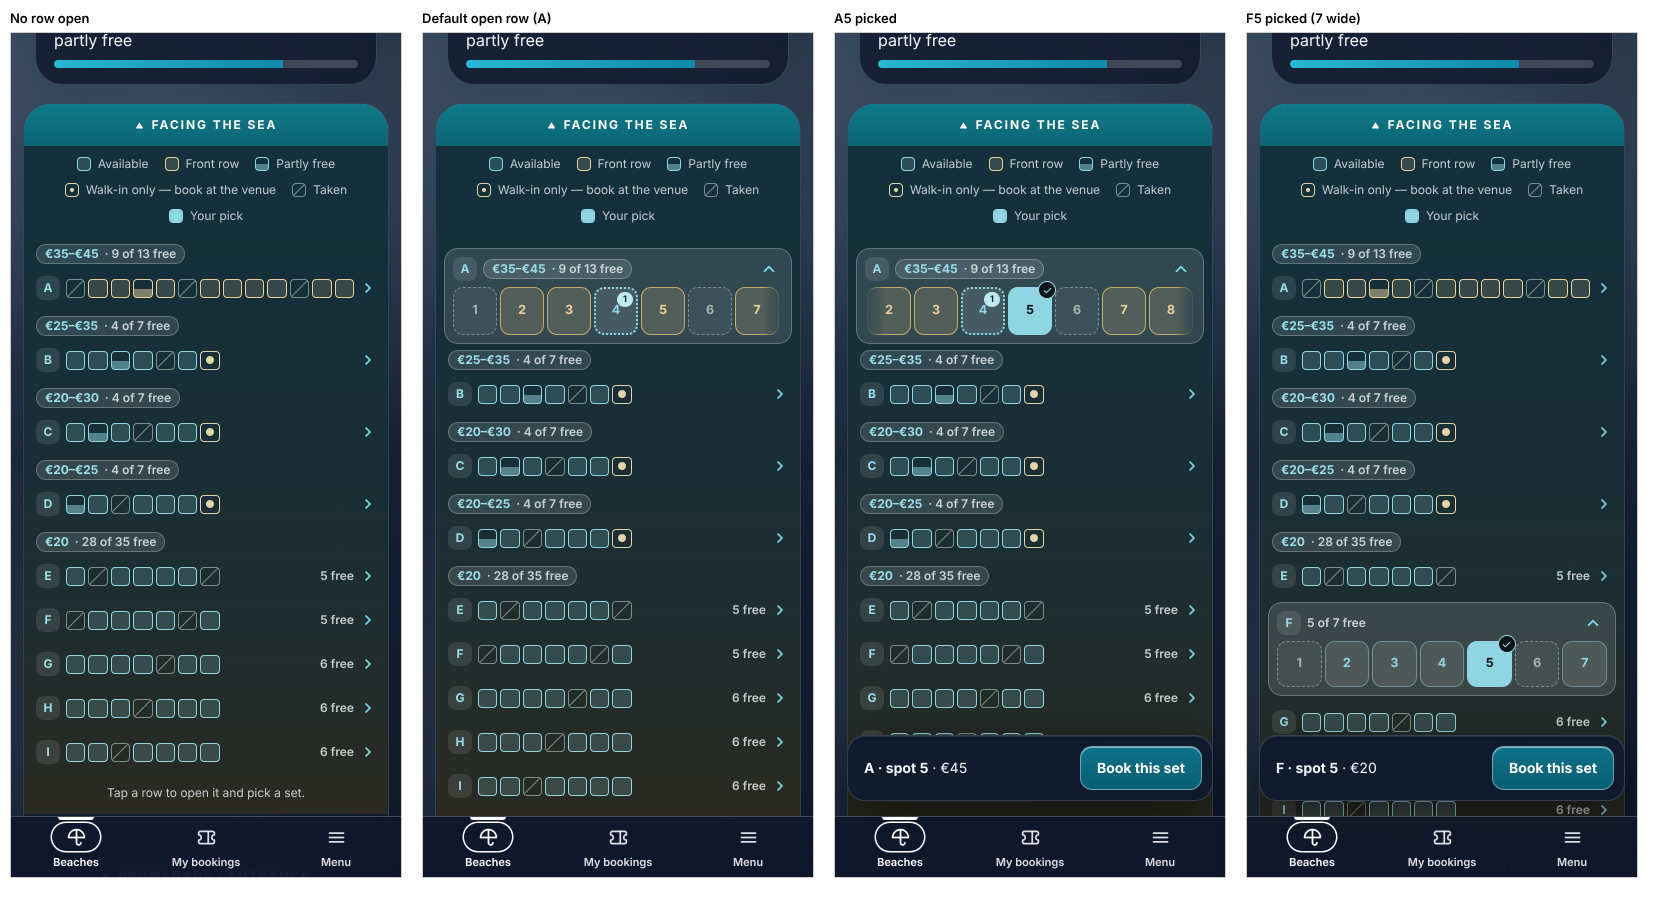 No row open
partly free
▲ FACING THE SEA
Available Front row Partly free
Walk-in only — book at the venue Taken
Your pick
€35–€45 · 9 of 13 free
A
€25–€35 · 4 of 7 free
B
€20–€30 · 4 of 7 free
C
€20–€25 · 4 of 7 free
D
€20 · 28 of 35 free
E 5 free
F 5 free
G 6 free
H 6 free
I 6 free
Tap a row to open it and pick a set.
Beaches My bookings Menu
Default open row (A)
partly free
▲ FACING THE SEA
Available Front row Partly free
Walk-in only — book at the venue Taken
Your pick
A €35–€45 · 9 of 13 free
1 2 3 4 1 5 6 7
€25–€35 · 4 of 7 free
B
€20–€30 · 4 of 7 free
C
€20–€25 · 4 of 7 free
D
€20 · 28 of 35 free
E 5 free
F 5 free
G 6 free
H 6 free
I 6 free
Beaches My bookings Menu
A5 picked
partly free
▲ FACING THE SEA
Available Front row Partly free
Walk-in only — book at the venue Taken
Your pick
A €35–€45 · 9 of 13 free
2 3 4 1 5 6 7 8
€25–€35 · 4 of 7 free
B
€20–€30 · 4 of 7 free
C
€20–€25 · 4 of 7 free
D
€20 · 28 of 35 free
E 5 free
F 5 free
G 6 free
A · spot 5 · €45 Book this set
Beaches My bookings Menu
F5 picked (7 wide)
partly free
▲ FACING THE SEA
Available Front row Partly free
Walk-in only — book at the venue Taken
Your pick
€35–€45 · 9 of 13 free
A
€25–€35 · 4 of 7 free
B
€20–€30 · 4 of 7 free
C
€20–€25 · 4 of 7 free
D
€20 · 28 of 35 free
E 5 free
F 5 of 7 free
1 2 3 4 5 6 7
G 6 free
F · spot 5 · €20 Book this set
I 6 free
Beaches My bookings Menu